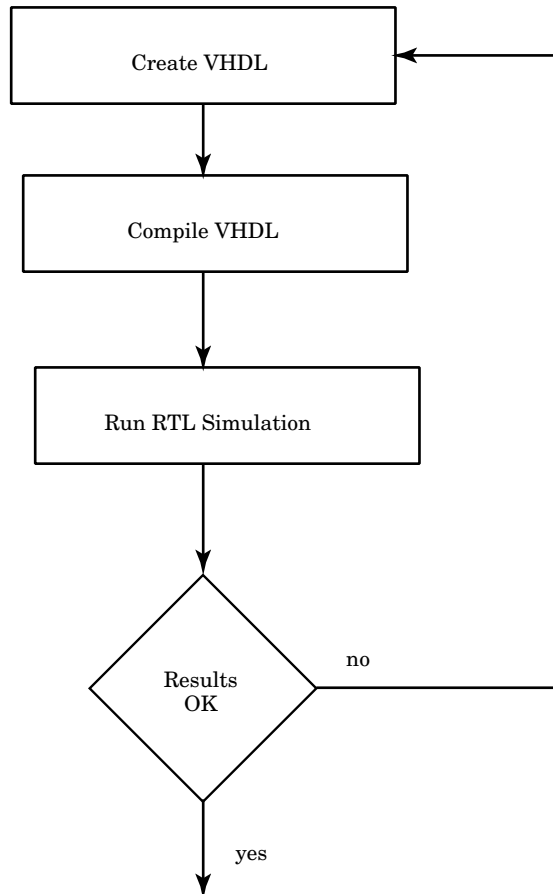 Create VHDL
Compile VHDL
Run RTL Simulation
Results
OK
no
yes